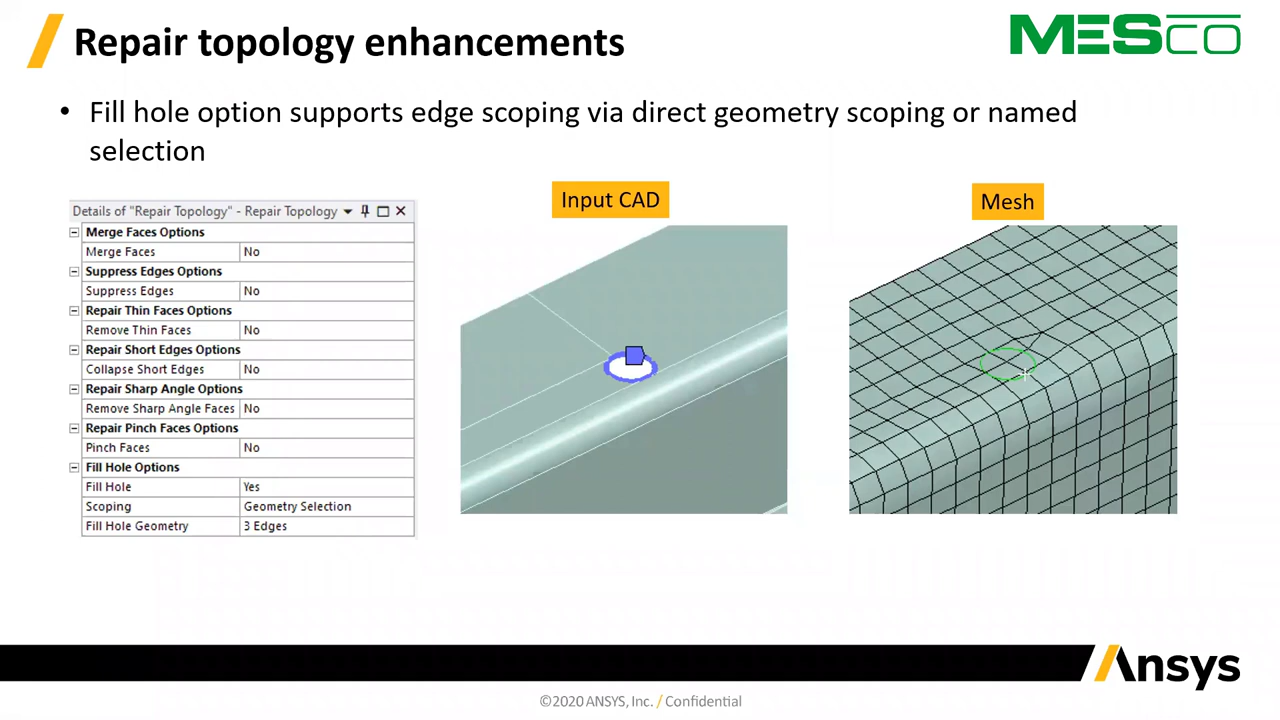 Repair topology enhancements
MESCO
• Fill hole option supports edge scoping via direct geometry scoping or named
selection
Input CAD
Mesh
Details of "Repair Topology" - Repair Topology
Merge Faces Options
Merge Faces No
Suppress Edges Options
Suppress Edges No
Repair Thin Faces Options
Remove Thin Faces No
Repair Short Edges Options
Collapse Short Edges No
Repair Sharp Angle Options
Remove Sharp Angle Faces No
Repair Pinch Faces Options
Pinch Faces No
Fill Hole Options
Fill Hole Yes
Scoping Geometry Selection
Fill Hole Geometry 3 Edges
Ansys
©2020 ANSYS, Inc. / Confidential